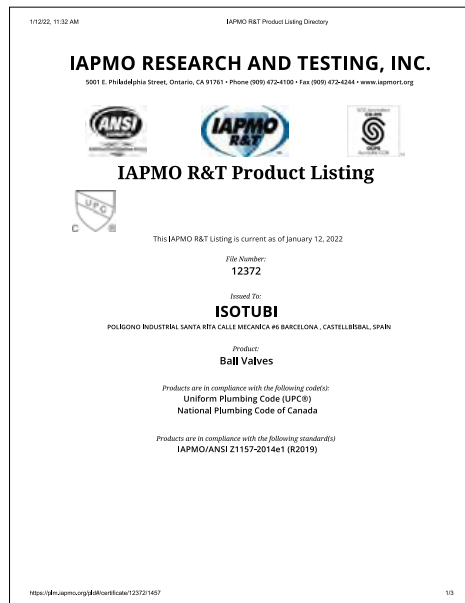 1/12/22, 11:32 AM
IAPMO R&T Product Listing Directory
IAPMO RESEARCH AND TESTING, INC.
5001 E. Philadelphia Street, Ontario, CA 91761 • Phone (909) 472-4100 • Fax (909) 472-4244 • www.iapmort.org
ANSI
IAPMO
R&T
IAPMO R&T Product Listing
UPC
C
®
This IAPMO R&T Listing is current as of January 12, 2022
File Number:
12372
Issued To:
ISOTUBI
POLÍGONO INDUSTRIAL SANTA RITA CALLE MECANÍCA #6 BARCELONA , CASTELLBISBAL, SPAIN
Product:
Ball Valves
Products are in compliance with the following code(s):
Uniform Plumbing Code (UPC®)
National Plumbing Code of Canada
Products are in compliance with the following standard(s)
IAPMO/ANSI Z1157-2014e1 (R2019)
https://plm.iapmo.org/pld#/certificate/12372/1457
1/3